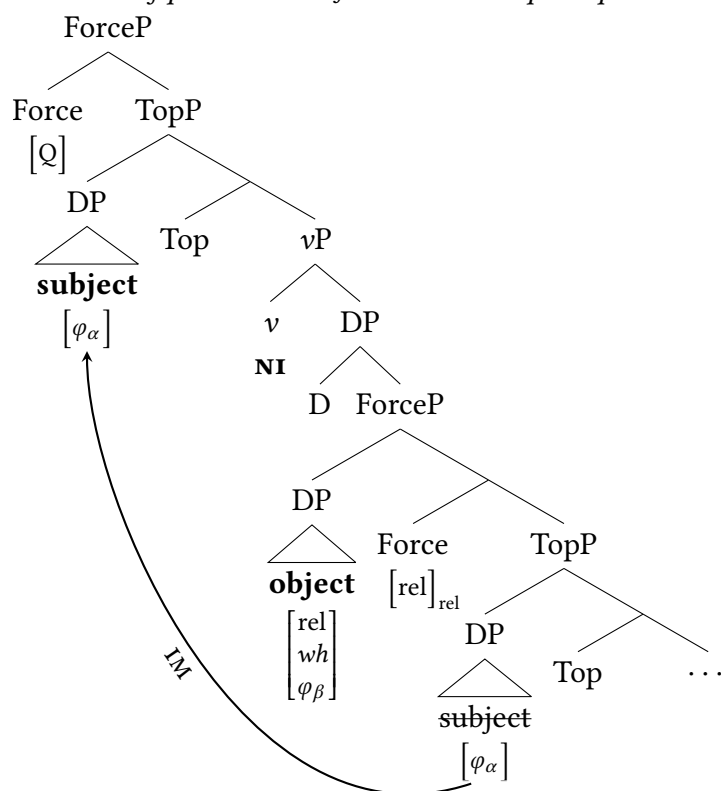 ForceP
Force TopP
[Q]
DP
Top vP
subject
[φα]
v DP
NI
D ForceP
DP
Force TopP
object [rel]rel
[rel
wh
φβ]
DP
Top ...
subject
[φα]
IM